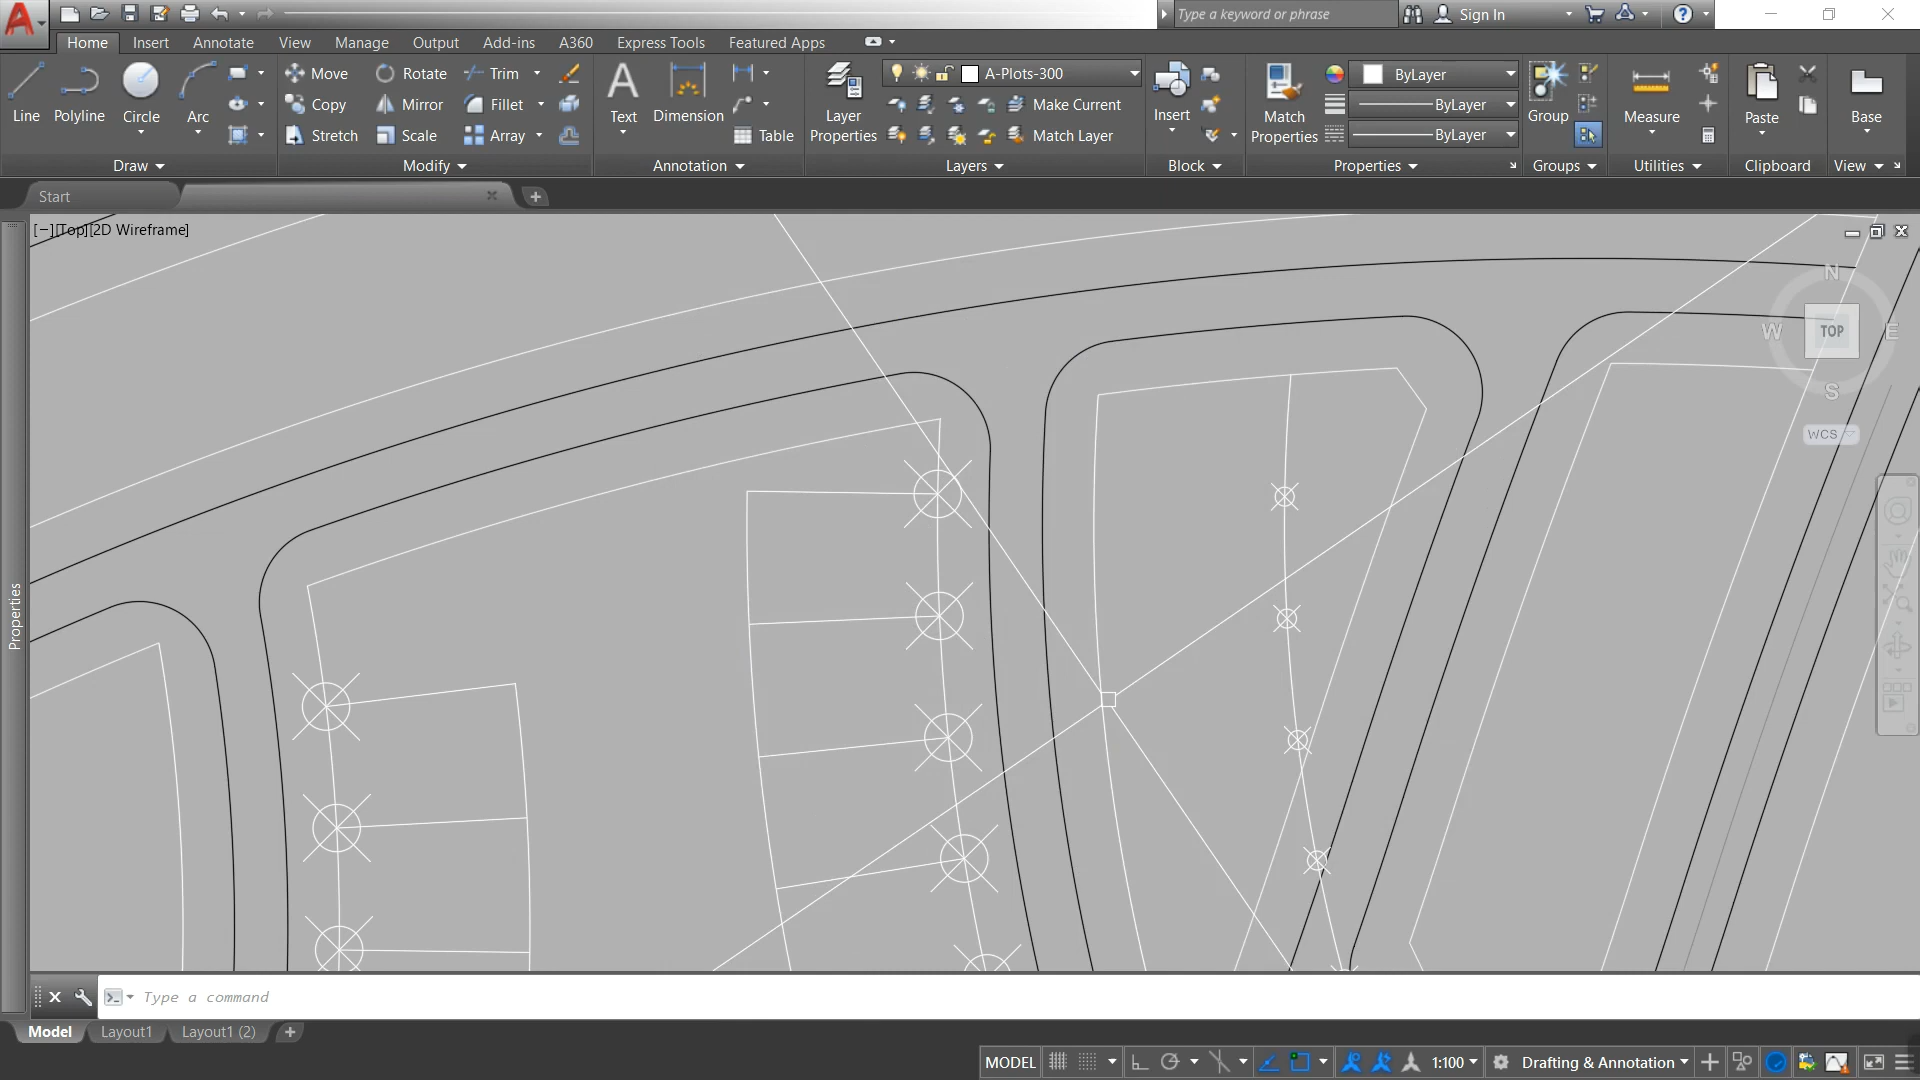 Type a keyword or phrase
Sign In
Home Insert Annotate View Manage Output Add-ins A360 Express Tools Featured Apps
Line Polyline Circle Arc
Move Rotate Trim
Copy Mirror Fillet
Stretch Scale Array
Text Dimension
Table
Layer Properties
A-Plots-300
Make Current
Match Layer
Insert
Match Properties
ByLayer
ByLayer
ByLayer
Group
Measure
Paste
Base
Draw Modify Annotation Layers Block Properties Groups Utilities Clipboard View
Start
[−][Top][2D Wireframe]
N
W TOP E
S
WCS
Properties
Type a command
Model Layout1 Layout1 (2)
MODEL 1:100 Drafting & Annotation